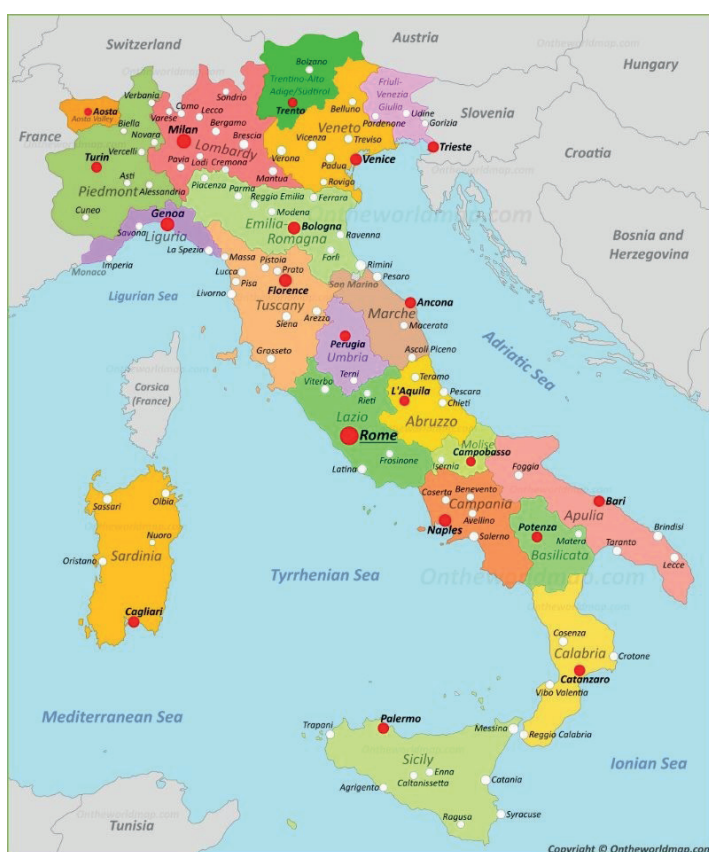 Switzerland
Austria
Hungary
Ontheworldmap.com
Slovenia
Croatia
Bosnia and
Herzegovina
France
Monaco
San Marino
Corsica
(France)
Tunisia
Ligurian Sea
Adriatic Sea
Tyrrhenian Sea
Mediterranean Sea
Ionian Sea
Bolzano
Trentino-Alto
Adige/Südtirol
Trento
Friuli-
Venezia
Giulia
Udine
Gorizia
Pordenone
Trieste
Belluno
Veneto
Treviso
Vicenza
Verona
Padua
Venice
Rovigo
Aosta
Aosta Valley
Verbania
Biella
Novara
Vercelli
Turin
Asti
Piedmont
Alessandria
Cuneo
Sondrio
Como
Lecco
Varese
Bergamo
Milan
Brescia
Lombardy
Pavia
Lodi
Cremona
Mantua
Genoa
Savona
Liguria
Imperia
La Spezia
Piacenza
Parma
Reggio Emilia
Ferrara
Modena
Emilia-
Romagna
Bologna
Ravenna
Forlì
Rimini
Ontheworldmap.com
Massa
Pistoia
Lucca
Prato
Pisa
Florence
Livorno
Tuscany
Arezzo
Siena
Grosseto
Pesaro
Ancona
Marche
Macerata
Ascoli Piceno
Perugia
Umbria
Terni
Viterbo
Rieti
Lazio
Rome
Frosinone
Latina
Teramo
L'Aquila
Pescara
Chieti
Abruzzo
Molise
Campobasso
Isernia
Caserta
Benevento
Campania
Avellino
Naples
Salerno
Foggia
Bari
Apulia
Brindisi
Taranto
Lecce
Potenza
Matera
Basilicata
Ontheworldmap.com
Cosenza
Calabria
Crotone
Catanzaro
Vibo Valentia
Reggio Calabria
Sassari
Olbia
Nuoro
Oristano
Sardinia
Cagliari
Trapani
Palermo
Messina
Sicily
Enna
Caltanissetta
Catania
Agrigento
Ragusa
Syracuse
Ontheworldmap.com
Copyright © Ontheworldmap.com